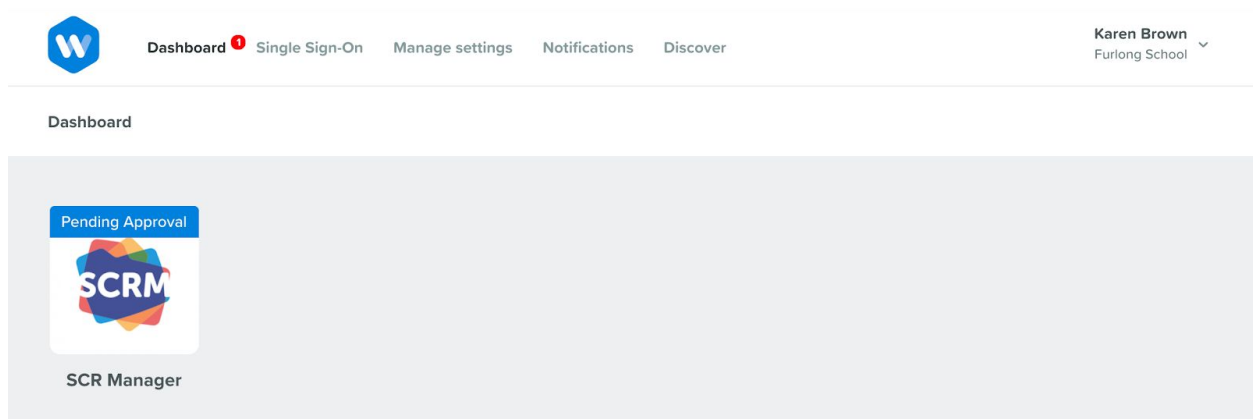 Dashboard 1 Single Sign-On Manage settings Notifications Discover
Karen Brown
Furlong School
Dashboard
Pending Approval
SCRM
SCR Manager